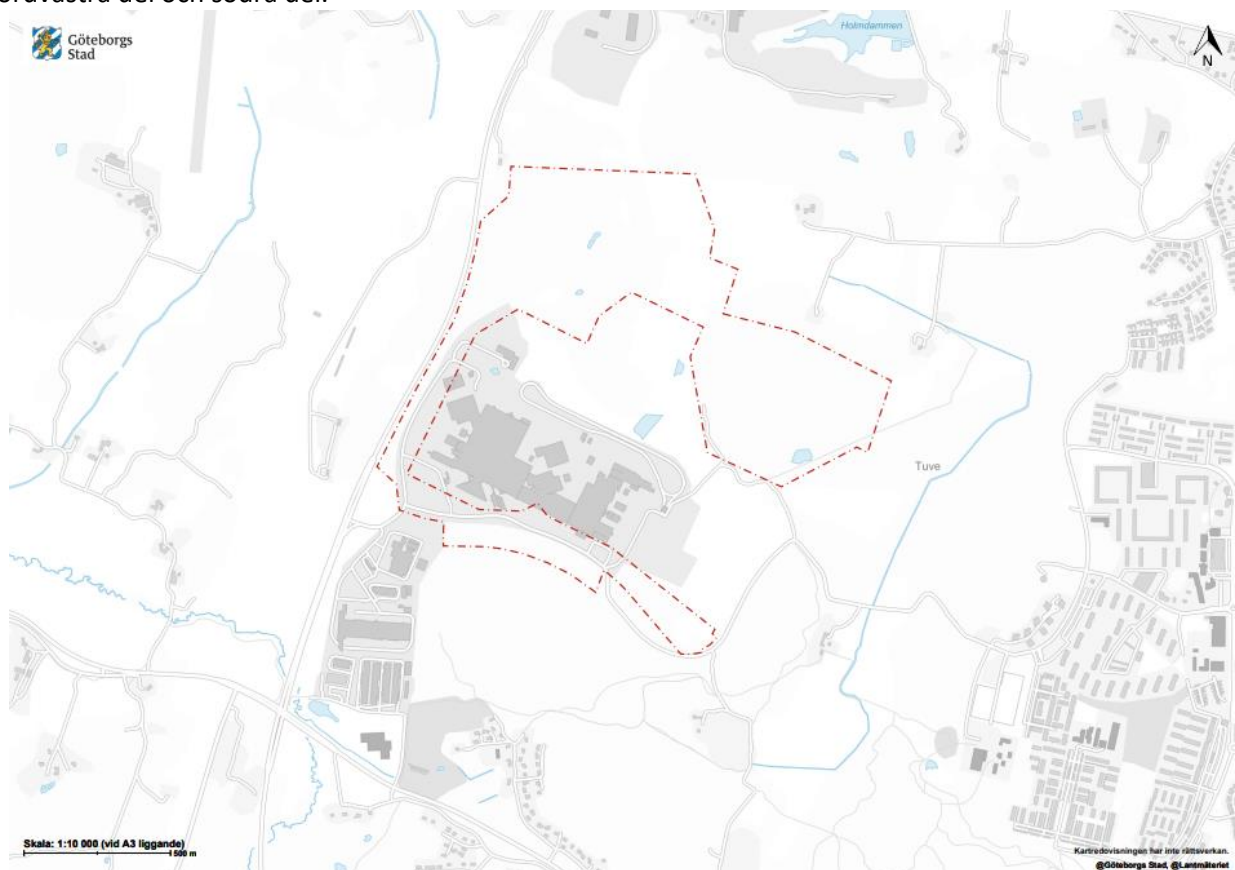 ordvästra del och södra del.
Göteborgs
Stad
Holmdammen
N
Tuve
Skala: 1:10 000 (vid A3 liggande)
500 m
Kartredovisningen har inte rättsverkan.
@Göteborgs Stad, @Lantmäteriet